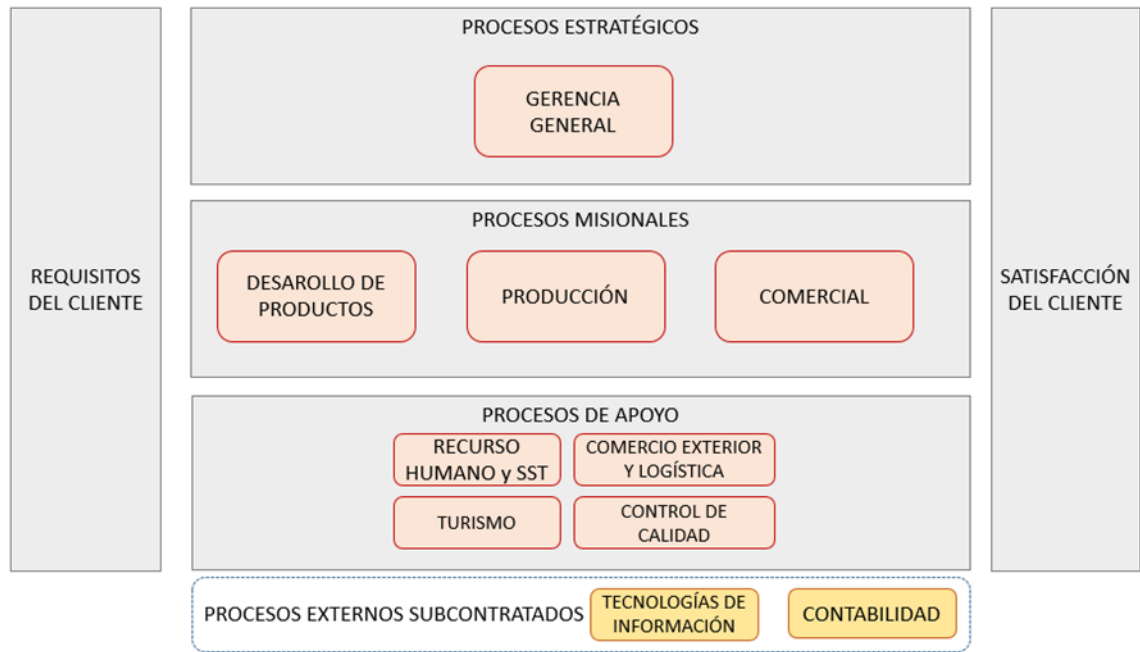 PROCESOS ESTRATÉGICOS
GERENCIA
GENERAL
REQUISITOS
DEL CLIENTE
PROCESOS MISIONALES
DESAROLLO DE
PRODUCTOS
PRODUCCIÓN
COMERCIAL
SATISFACCIÓN
DEL CLIENTE
PROCESOS DE APOYO
RECURSO
HUMANO y SST
COMERCIO EXTERIOR
Y LOGÍSTICA
TURISMO
CONTROL DE
CALIDAD
PROCESOS EXTERNOS SUBCONTRATADOS
TECNOLOGÍAS DE
INFORMACIÓN
CONTABILIDAD